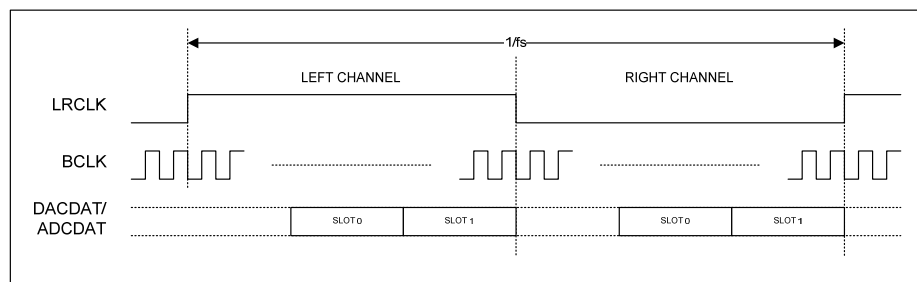 1/fs
LEFT CHANNEL RIGHT CHANNEL
LRCLK
BCLK
DACDAT/
ADCDAT
SLOT 0 SLOT 1 SLOT 0 SLOT 1